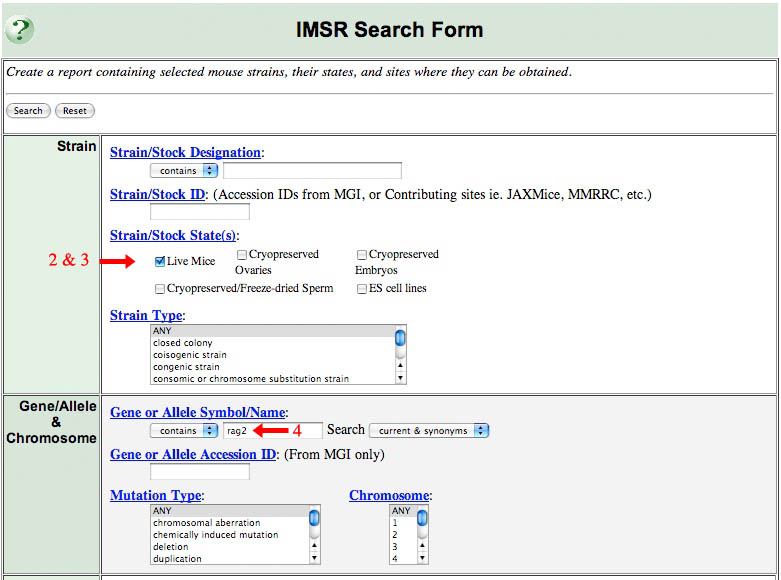 ?
IMSR Search Form
Create a report containing selected mouse strains, their states, and sites where they can be obtained.
Search Reset
Strain
Strain/Stock Designation:
contains
Strain/Stock ID: (Accession IDs from MGI, or Contributing sites ie. JAXMice, MMRRC, etc.)
Strain/Stock State(s):
2 & 3
Live Mice
Cryopreserved Ovaries
Cryopreserved Embryos
Cryopreserved/Freeze-dried Sperm
ES cell lines
Strain Type:
ANY
closed colony
coisogenic strain
congenic strain
consomic or chromosome substitution strain
Gene/Allele
&
Chromosome
Gene or Allele Symbol/Name:
contains rag2 4 Search current & synonyms
Gene or Allele Accession ID: (From MGI only)
Mutation Type:
ANY
chromosomal aberration
chemically induced mutation
deletion
duplication
Chromosome:
ANY
1
2
3
4